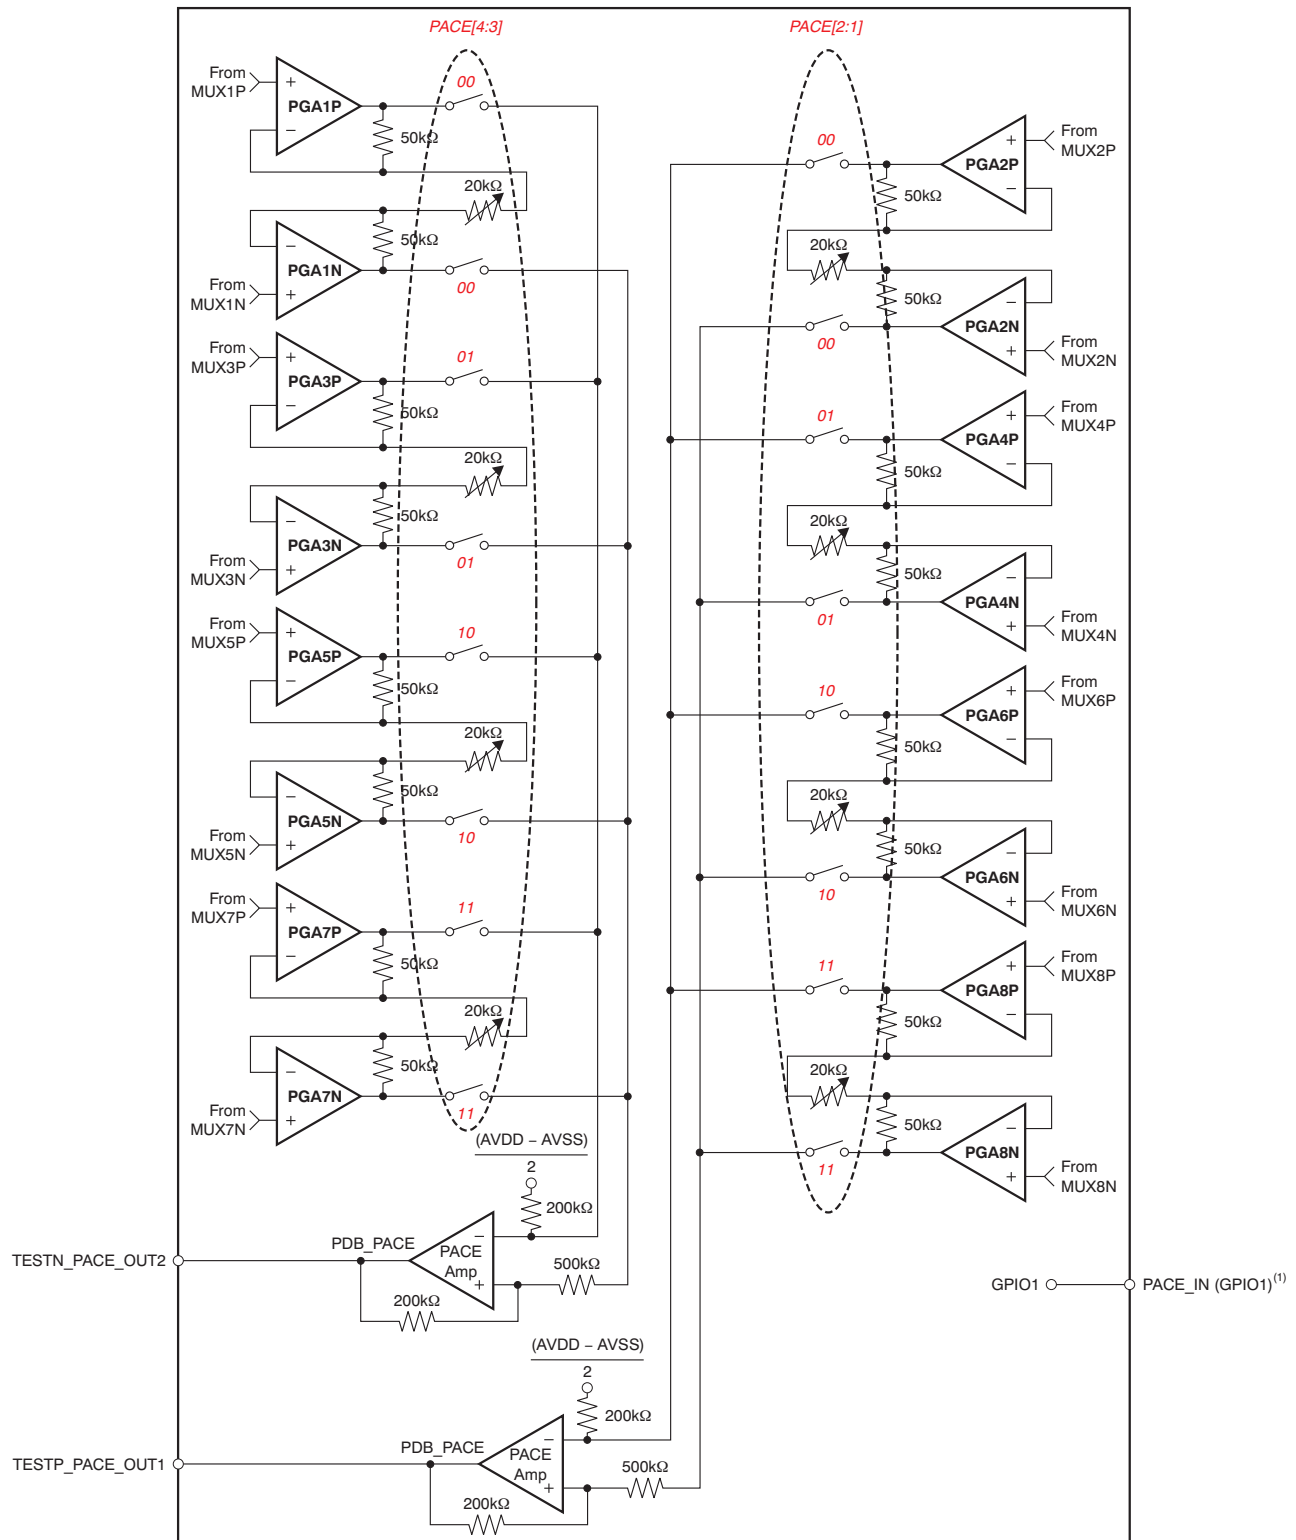 PACE[4:3]
PACE[2:1]
From
MUX1P
+
PGA1P
−
00
50kΩ
20kΩ
50kΩ
−
PGA1N
+
From
MUX1N
00
From
MUX3P
+
PGA3P
−
01
50kΩ
20kΩ
50kΩ
−
PGA3N
+
From
MUX3N
01
From
MUX5P
+
PGA5P
−
10
50kΩ
20kΩ
50kΩ
−
PGA5N
+
From
MUX5N
10
From
MUX7P
+
PGA7P
−
11
50kΩ
20kΩ
50kΩ
−
PGA7N
+
From
MUX7N
11
00
+
PGA2P
−
From
MUX2P
50kΩ
20kΩ
50kΩ
−
PGA2N
+
From
MUX2N
00
01
+
PGA4P
−
From
MUX4P
50kΩ
20kΩ
50kΩ
−
PGA4N
+
From
MUX4N
01
10
+
PGA6P
−
From
MUX6P
50kΩ
20kΩ
50kΩ
−
PGA6N
+
From
MUX6N
10
11
+
PGA8P
−
From
MUX8P
50kΩ
20kΩ
50kΩ
−
PGA8N
+
From
MUX8N
11
(AVDD − AVSS)
2
200kΩ
PDB_PACE
−
PACE
Amp
+
500kΩ
200kΩ
TESTN_PACE_OUT2
GPIO1
PACE_IN (GPIO1)(1)
(AVDD − AVSS)
2
200kΩ
PDB_PACE
−
PACE
Amp
+
500kΩ
200kΩ
TESTP_PACE_OUT1